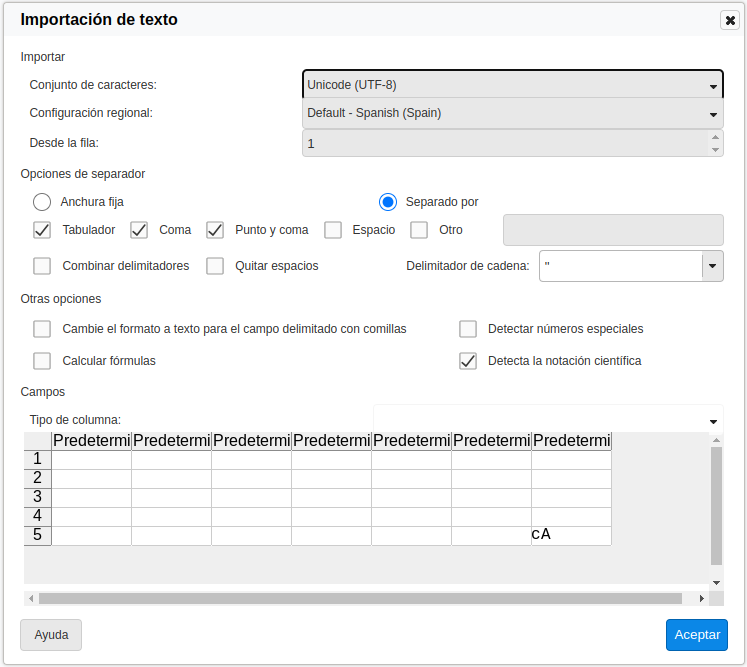 Importación de texto
Importar
Conjunto de caracteres: Unicode (UTF-8)
Configuración regional: Default - Spanish (Spain)
Desde la fila: 1
Opciones de separador
Anchura fija Separado por
Tabulador Coma Punto y coma Espacio Otro
Combinar delimitadores Quitar espacios Delimitador de cadena: "
Otras opciones
Cambie el formato a texto para el campo delimitado con comillas Detectar números especiales
Calcular fórmulas Detecta la notación científica
Campos
Tipo de columna:
Predetermi Predetermi Predetermi Predetermi Predetermi Predetermi Predetermi
1
2
3
4
5 cA
Ayuda Aceptar